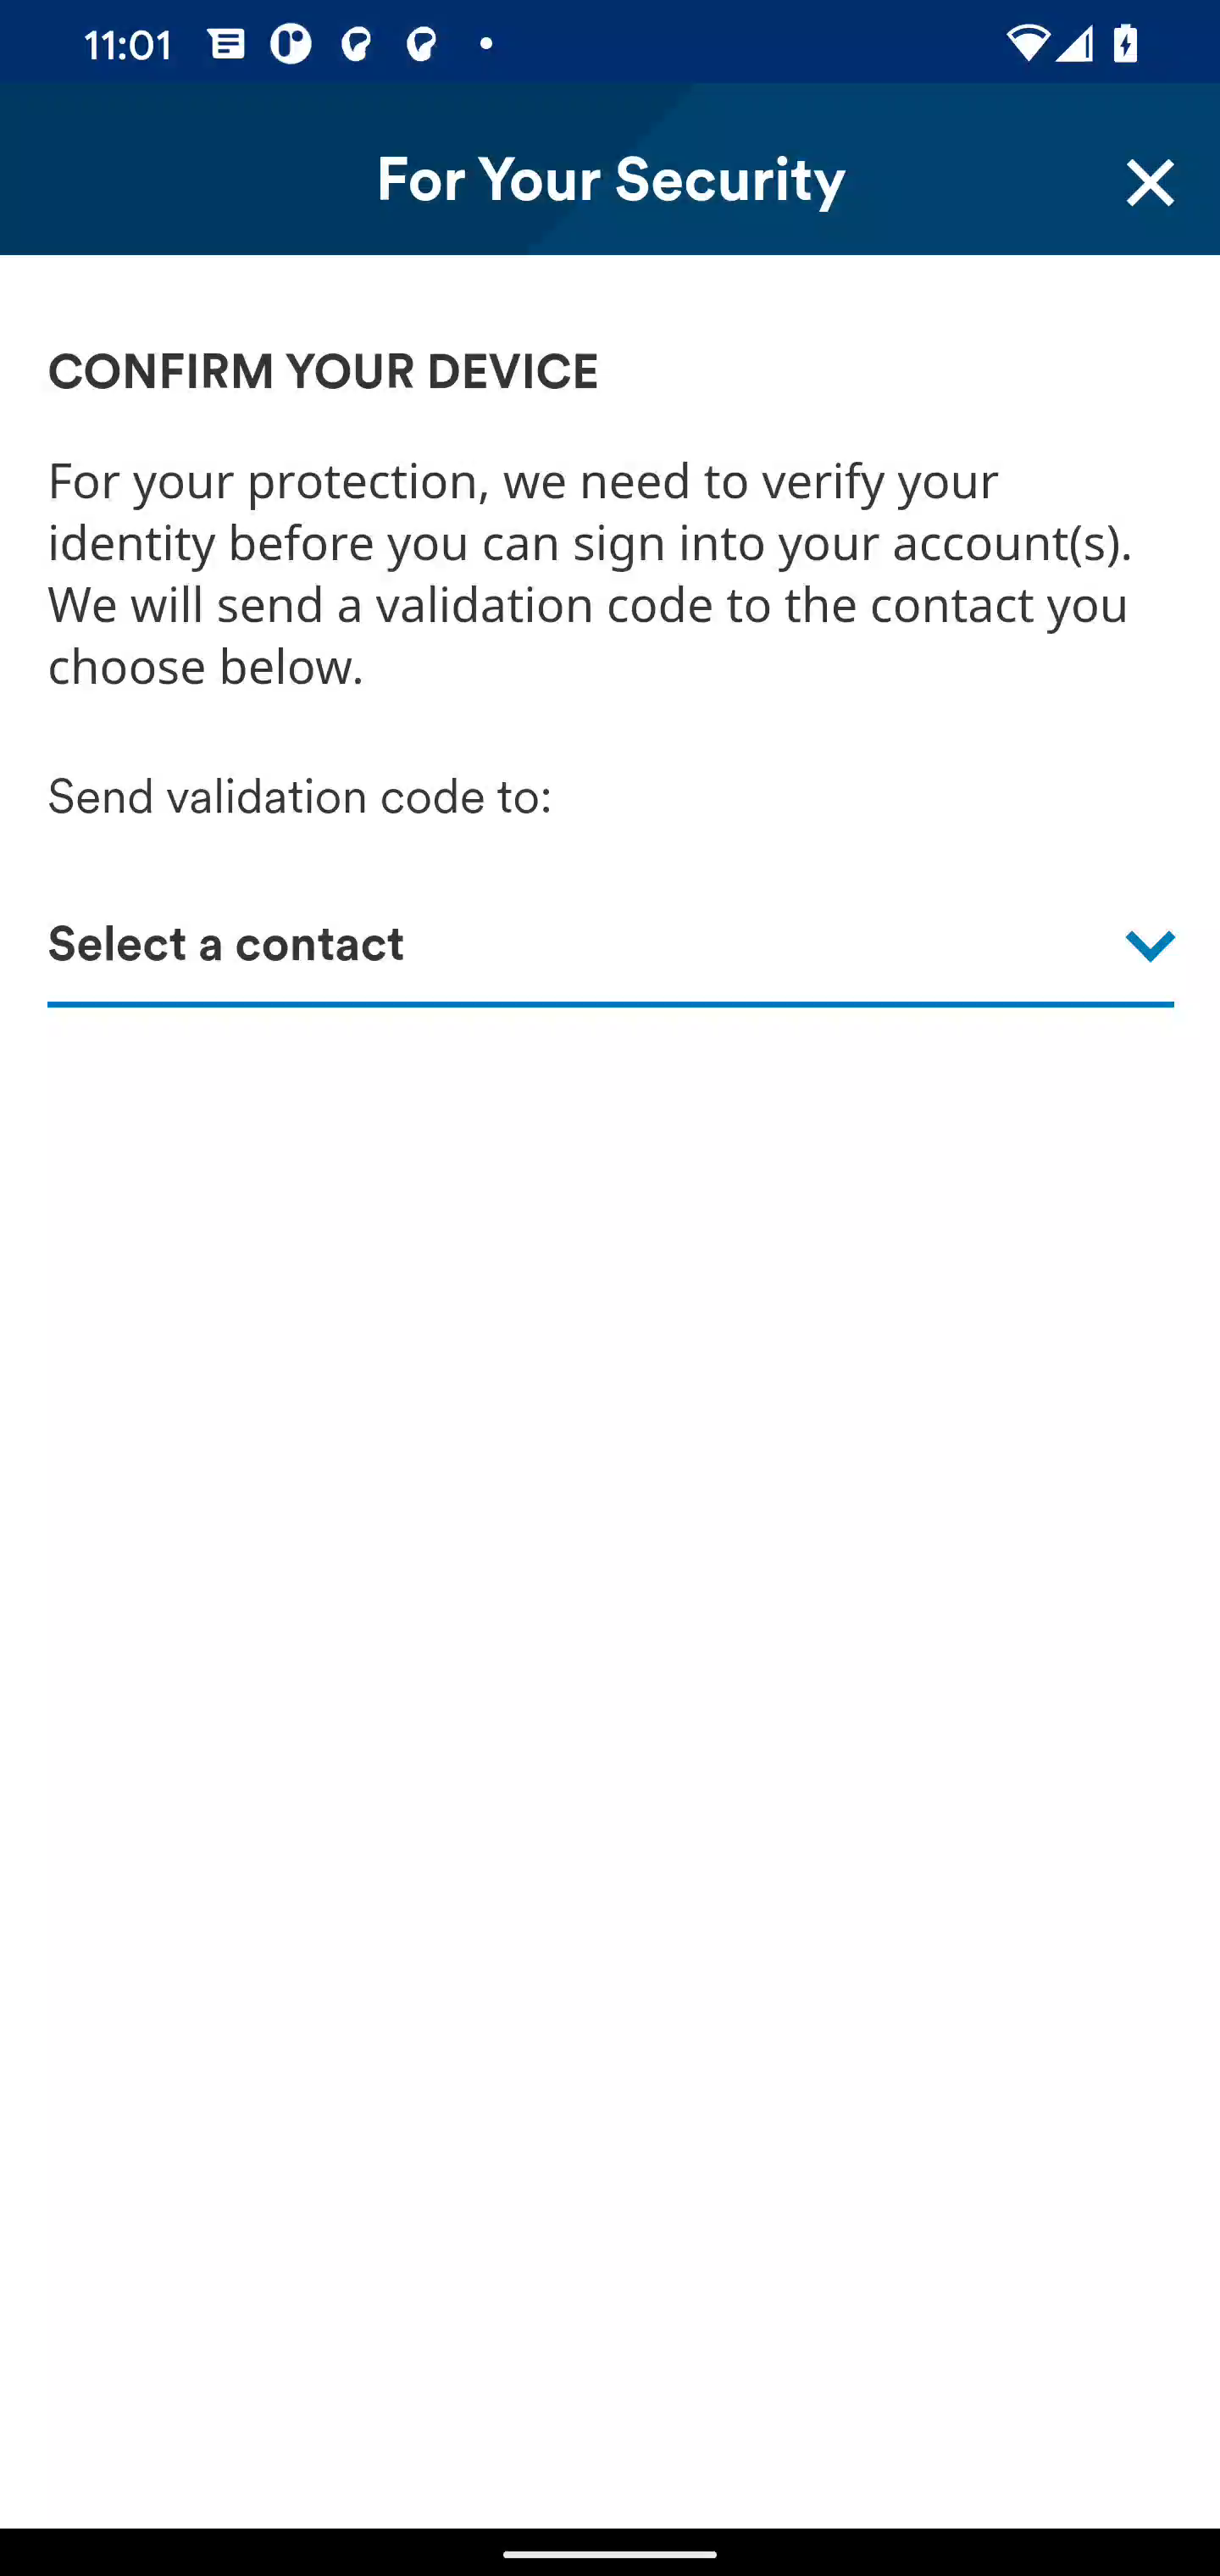 11:01
For Your Security
CONFIRM YOUR DEVICE
For your protection, we need to verify your
identity before you can sign into your account(s).
We will send a validation code to the contact you
choose below.
Send validation code to:
Select a contact